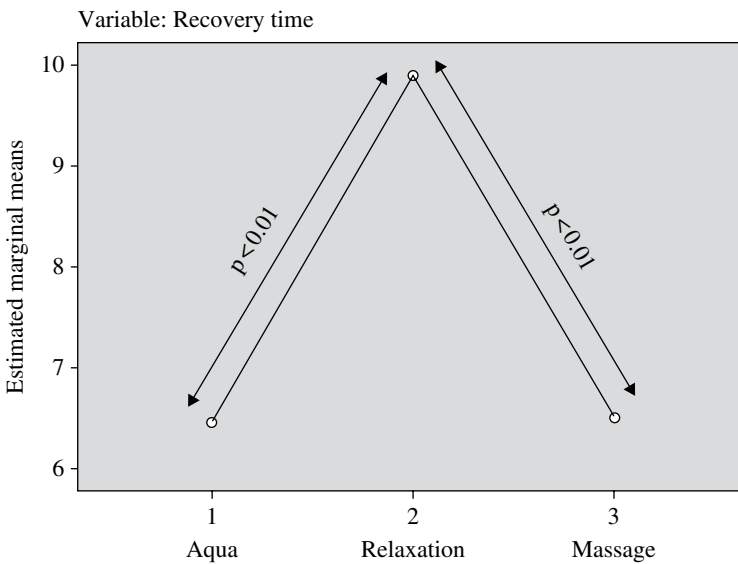 Variable: Recovery time
Estimated marginal means
10
9
8
7
6
p<0.01
p<0.01
1 2 3
Aqua Relaxation Massage